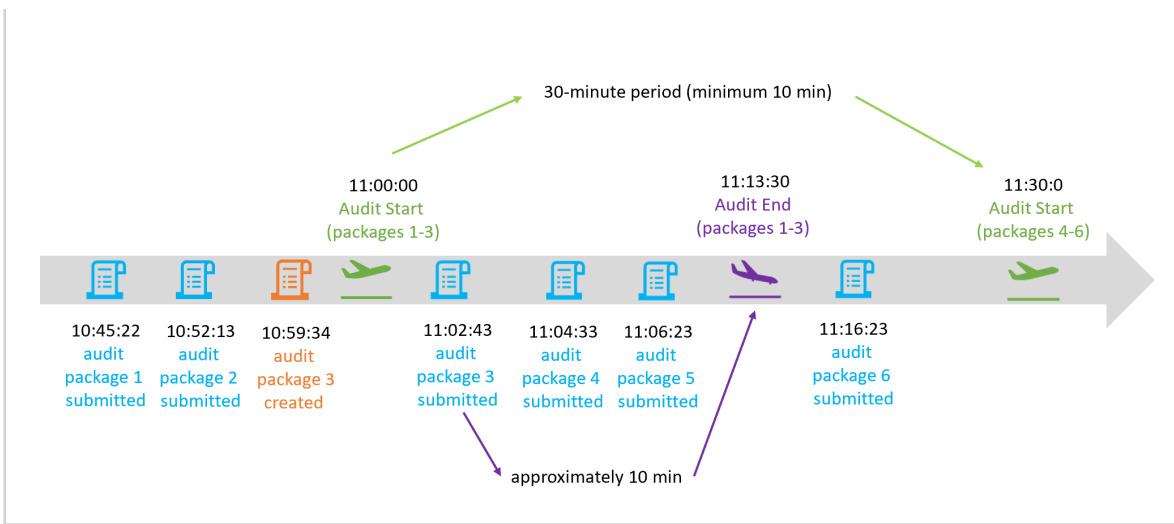 30-minute period (minimum 10 min)
11:00:00
Audit Start
(packages 1-3)
11:13:30
Audit End
(packages 1-3)
11:30:0
Audit Start
(packages 4-6)
10:45:22
audit
package 1
submitted
10:52:13
audit
package 2
submitted
10:59:34
audit
package 3
created
11:02:43
audit
package 3
submitted
11:04:33
audit
package 4
submitted
11:06:23
audit
package 5
submitted
11:16:23
audit
package 6
submitted
approximately 10 min